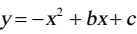 y = −x² + bx + c